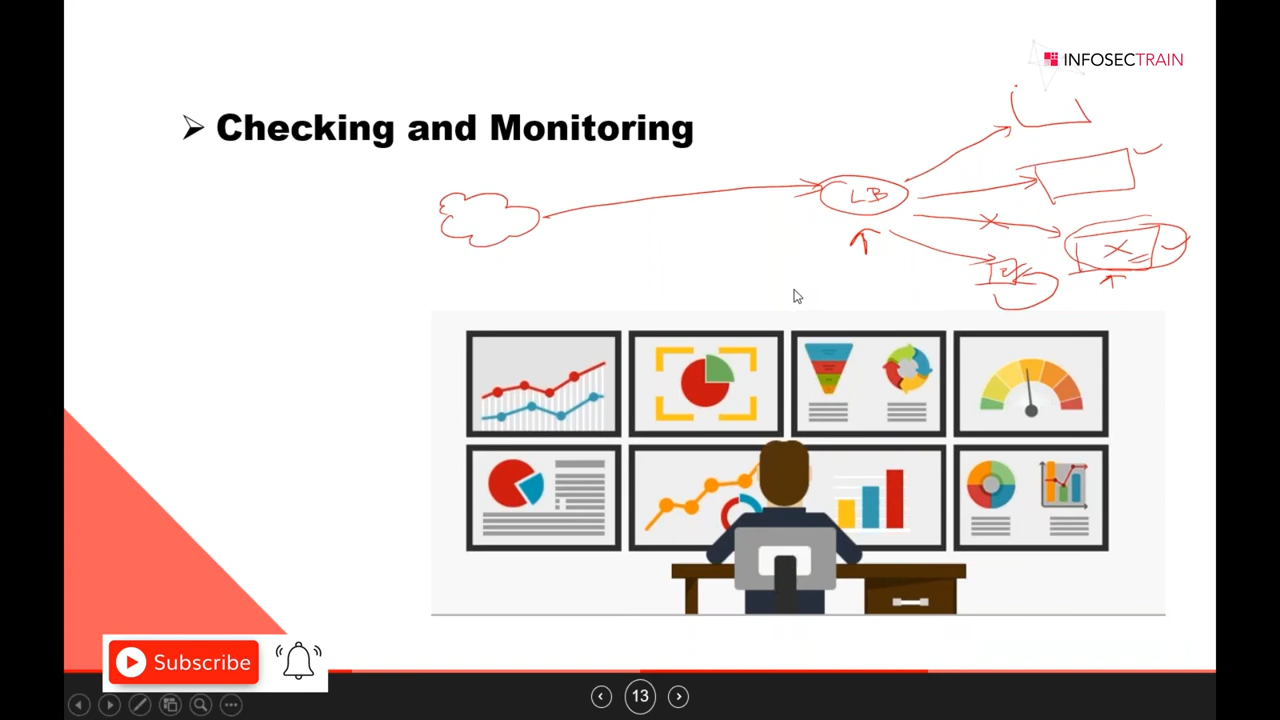 INFOSECTRAIN
➢ Checking and Monitoring
LB
Subscribe
13